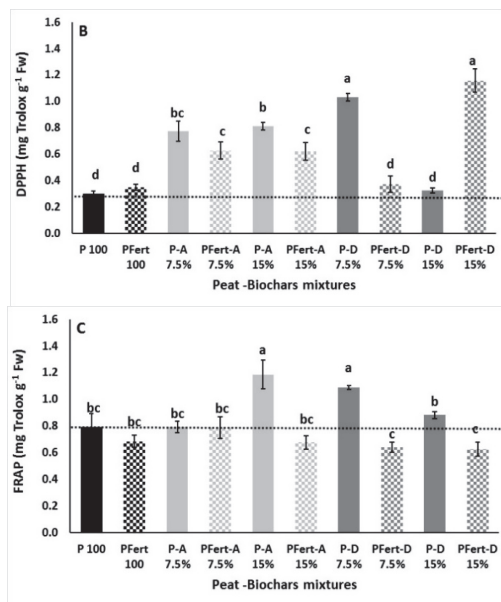 B
DPPH (mg Trolox g-1 Fw)
1.6
1.4
1.2
1.0
0.8
0.6
0.4
0.2
0.0
d d bc c b c a d d a
P 100 PFert P-A PFert-A P-A PFert-A P-D PFert-D P-D PFert-D
100 7.5% 7.5% 15% 15% 7.5% 7.5% 15% 15%
Peat -Biochars mixtures
C
FRAP (mg Trolox g-1 Fw)
1.6
1.4
1.2
1.0
0.8
0.6
0.4
0.2
0.0
bc bc bc bc a bc a c b c
P 100 PFert P-A PFert-A P-A PFert-A P-D PFert-D P-D PFert-D
100 7.5% 7.5% 15% 15% 7.5% 7.5% 15% 15%
Peat -Biochars mixtures